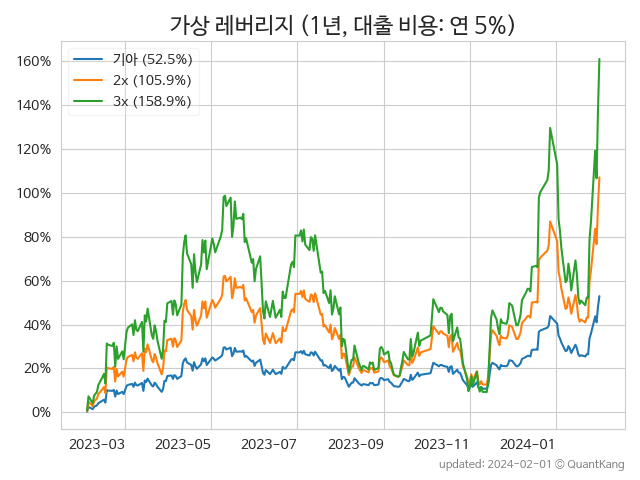 가상 레버리지 (1년, 대출 비용: 연 5%)
기아 (52.5%)
2x (105.9%)
3x (158.9%)
160%
140%
120%
100%
80%
60%
40%
20%
0%
2023-03 2023-05 2023-07 2023-09 2023-11 2024-01
updated: 2024-02-01 © QuantKang